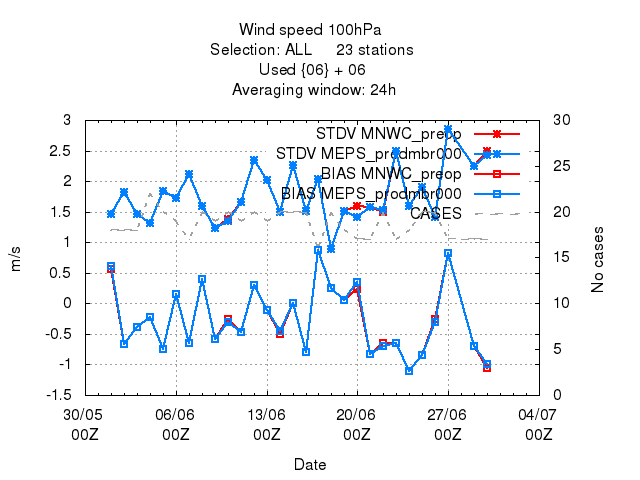 Wind speed 100hPa
Selection: ALL 23 stations
Used {06} + 06
Averaging window: 24h
STDV MNWC_preop
STDV MEPS_prodmbr000
BIAS MNWC_preop
BIAS MEPS_prodmbr000
CASES
m/s
3
2.5
2
1.5
1
0.5
0
-0.5
-1
-1.5
30
25
20
15
10
5
0
No cases
30/05 06/06 13/06 20/06 27/06 04/07
00Z 00Z 00Z 00Z 00Z 00Z
Date